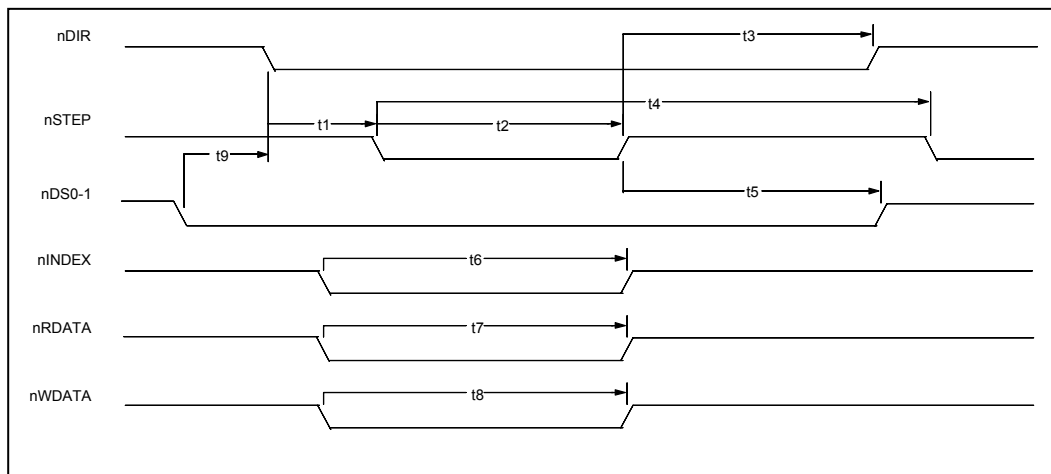 nDIR
t3
t4
nSTEP
t1
t2
t9
nDS0-1
t5
nINDEX
t6
nRDATA
t7
nWDATA
t8